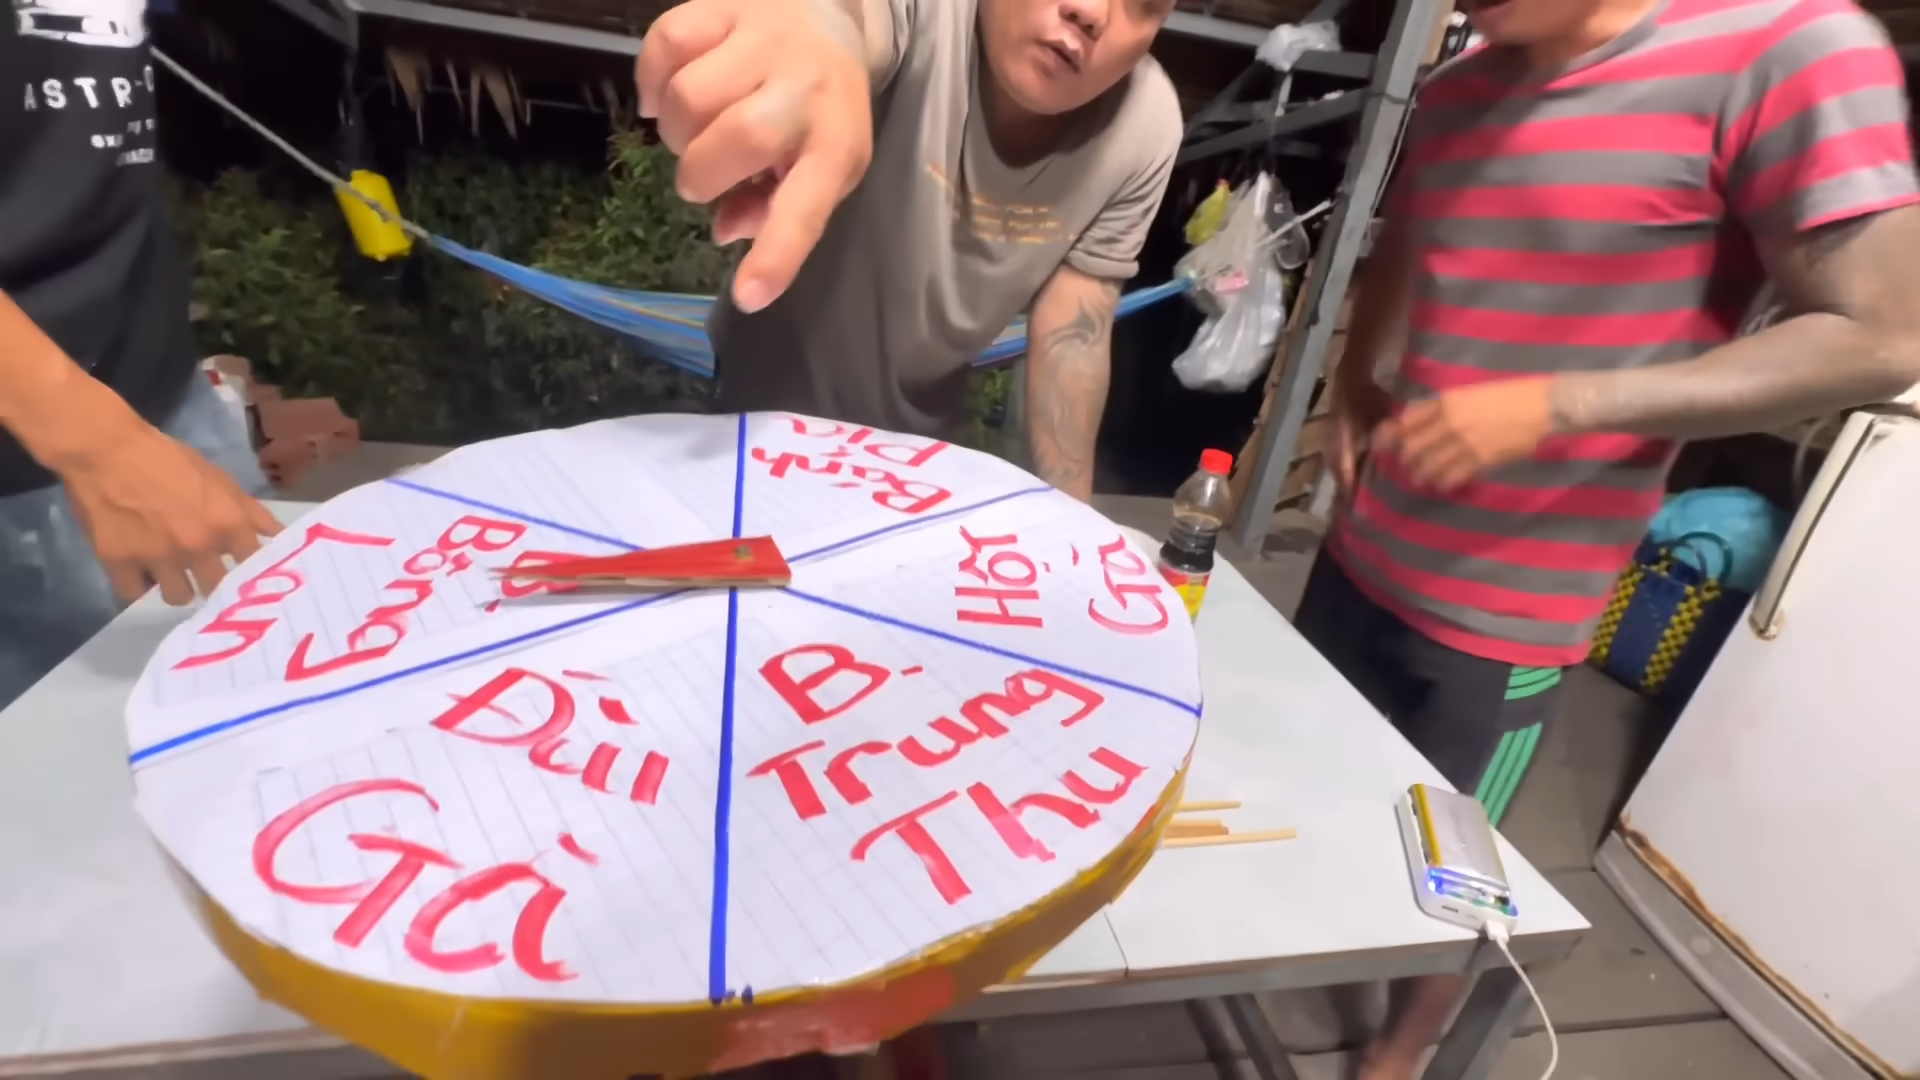 ASTR
Bánh
Pía
Hột
Gà
B.
Trung
Thu
Đùi
Gà
B.
Bông
Lan